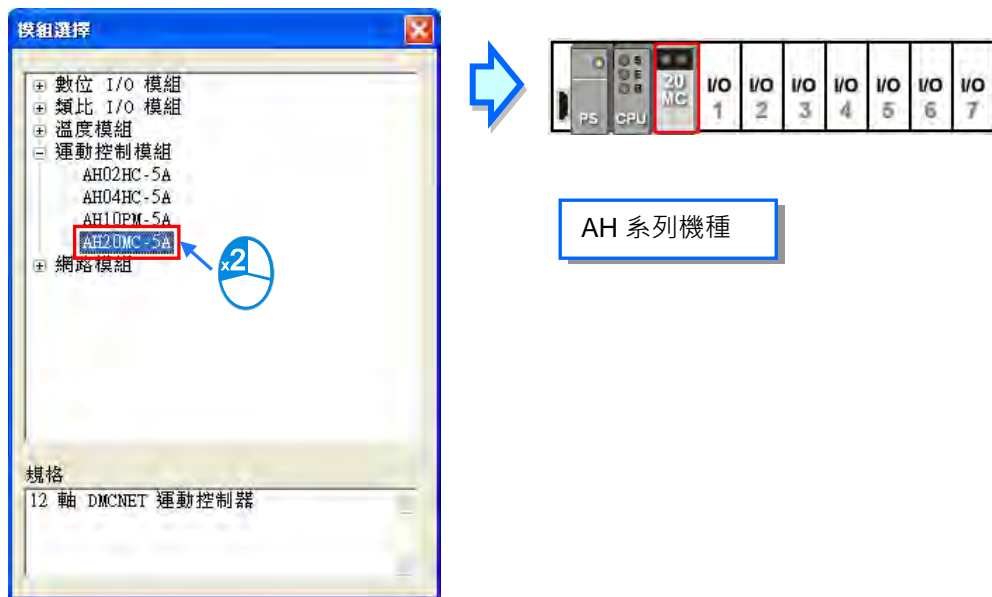 模組選擇
數位 I/O 模組
類比 I/O 模組
溫度模組
運動控制模組
AH02HC-5A
AH04HC-5A
AH10PM-5A
AH20MC-5A
網路模組
x2
規格
12 軸 DMCNET 運動控制器
PS
CPU
20
MC
I/O I/O I/O I/O I/O I/O I/O
1 2 3 4 5 6 7
AH 系列機種